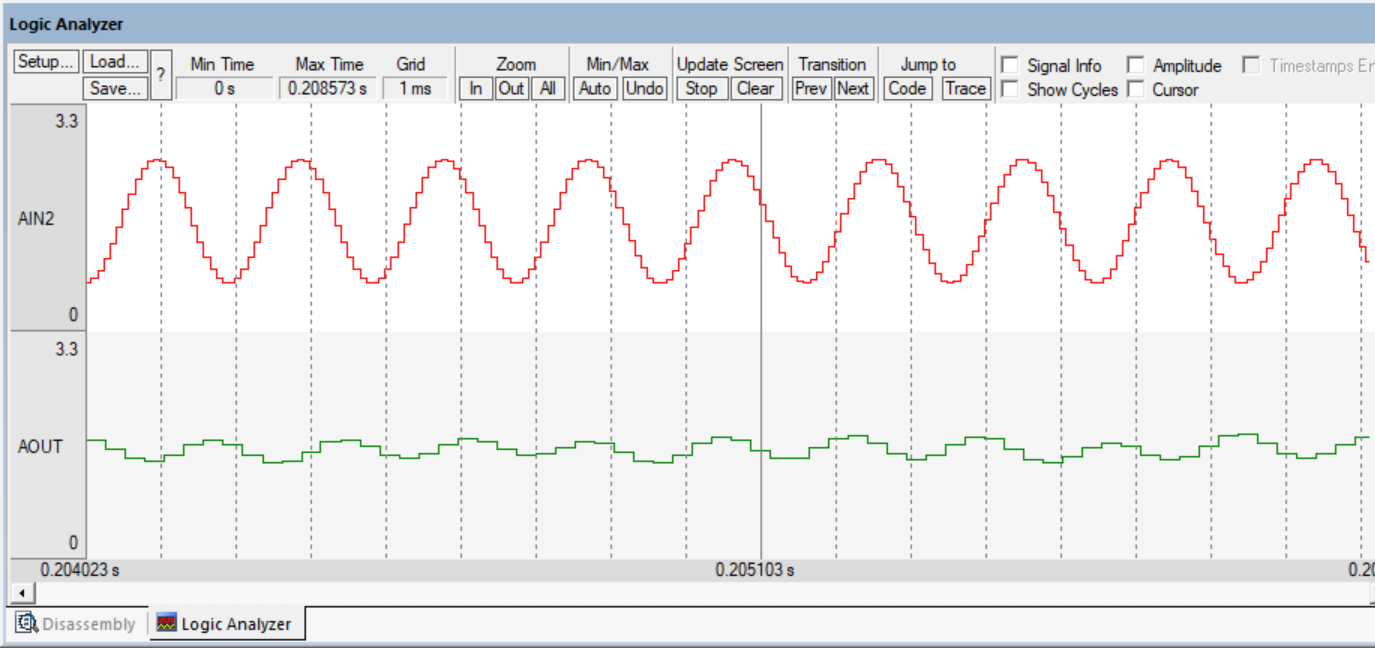 Logic Analyzer
Setup... Load... ? Min Time Max Time Grid Zoom Min/Max Update Screen Transition Jump to Signal Info Amplitude Timestamps En
Save... 0 s 0.208573 s 1 ms In Out All Auto Undo Stop Clear Prev Next Code Trace Show Cycles Cursor
3.3
AIN2
0
3.3
AOUT
0
0.204023 s 0.205103 s 0.20
Disassembly Logic Analyzer